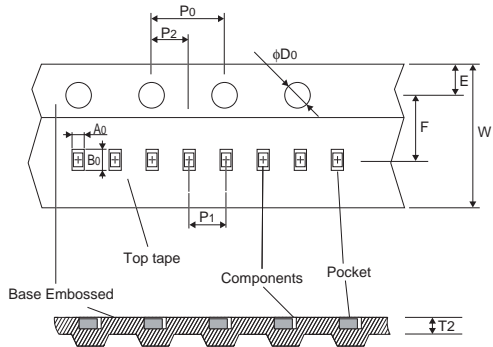 P0
P2
ϕD0
E
A0
F
W
B0
P1
Top tape
Components
Pocket
Base Embossed
T2